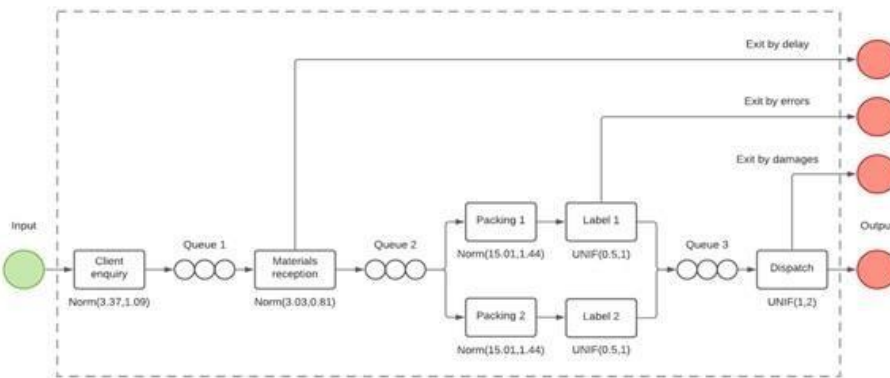 Exit by delay
Exit by errors
Exit by damages
Input
Output
Client
enquiry
Norm(3.37,1.09)
Queue 1
Materials
reception
Norm(3.03,0.81)
Queue 2
Packing 1
Norm(15.01,1.44)
Label 1
UNIF(0.5,1)
Packing 2
Norm(15.01,1.44)
Label 2
UNIF(0.5,1)
Queue 3
Dispatch
UNIF(1,2)